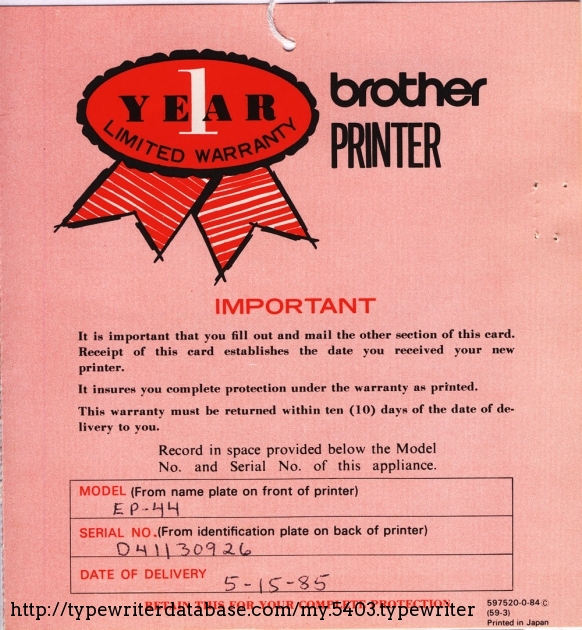 1
YEAR
LIMITED WARRANTY
brother
PRINTER
IMPORTANT
It is important that you fill out and mail the other section of this card.
Receipt of this card establishes the date you received your new
printer.
It insures you complete protection under the warranty as printed.
This warranty must be returned within ten (10) days of the date of de-
livery to you.
Record in space provided below the Model
No. and Serial No. of this appliance.
MODEL (From name plate on front of printer)
EP-44
SERIAL NO. (From identification plate on back of printer)
D41130926
DATE OF DELIVERY 5-15-85
RETAIN THIS FOR YOUR COMPLETE PROTECTION
597520-0-84 ©
(59-3)
Printed in Japan
http://typewriterdatabase.com/my.5403.typewriter